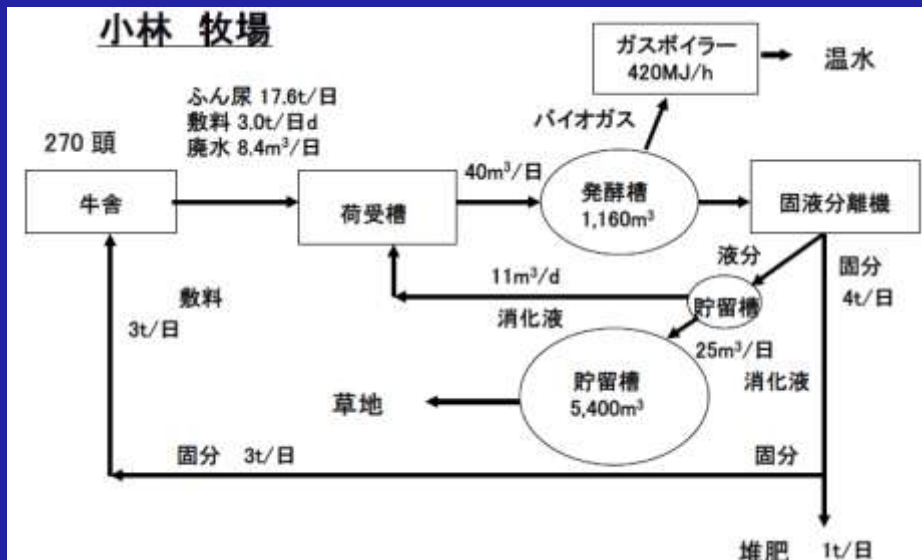 小林 牧場
ガスボイラー
420MJ/h
温水
ふん尿 17.6t/日
敷料 3.0t/日d
廃水 8.4m³/日
バイオガス
270 頭
牛舎
荷受槽
40m³/日
発酵槽
1,160m³
固液分離機
液分
固分
4t/日
11m³/d
消化液
貯留槽
敷料
3t/日
25m³/日
消化液
貯留槽
5,400m³
草地
固分 3t/日
固分
堆肥 1t/日